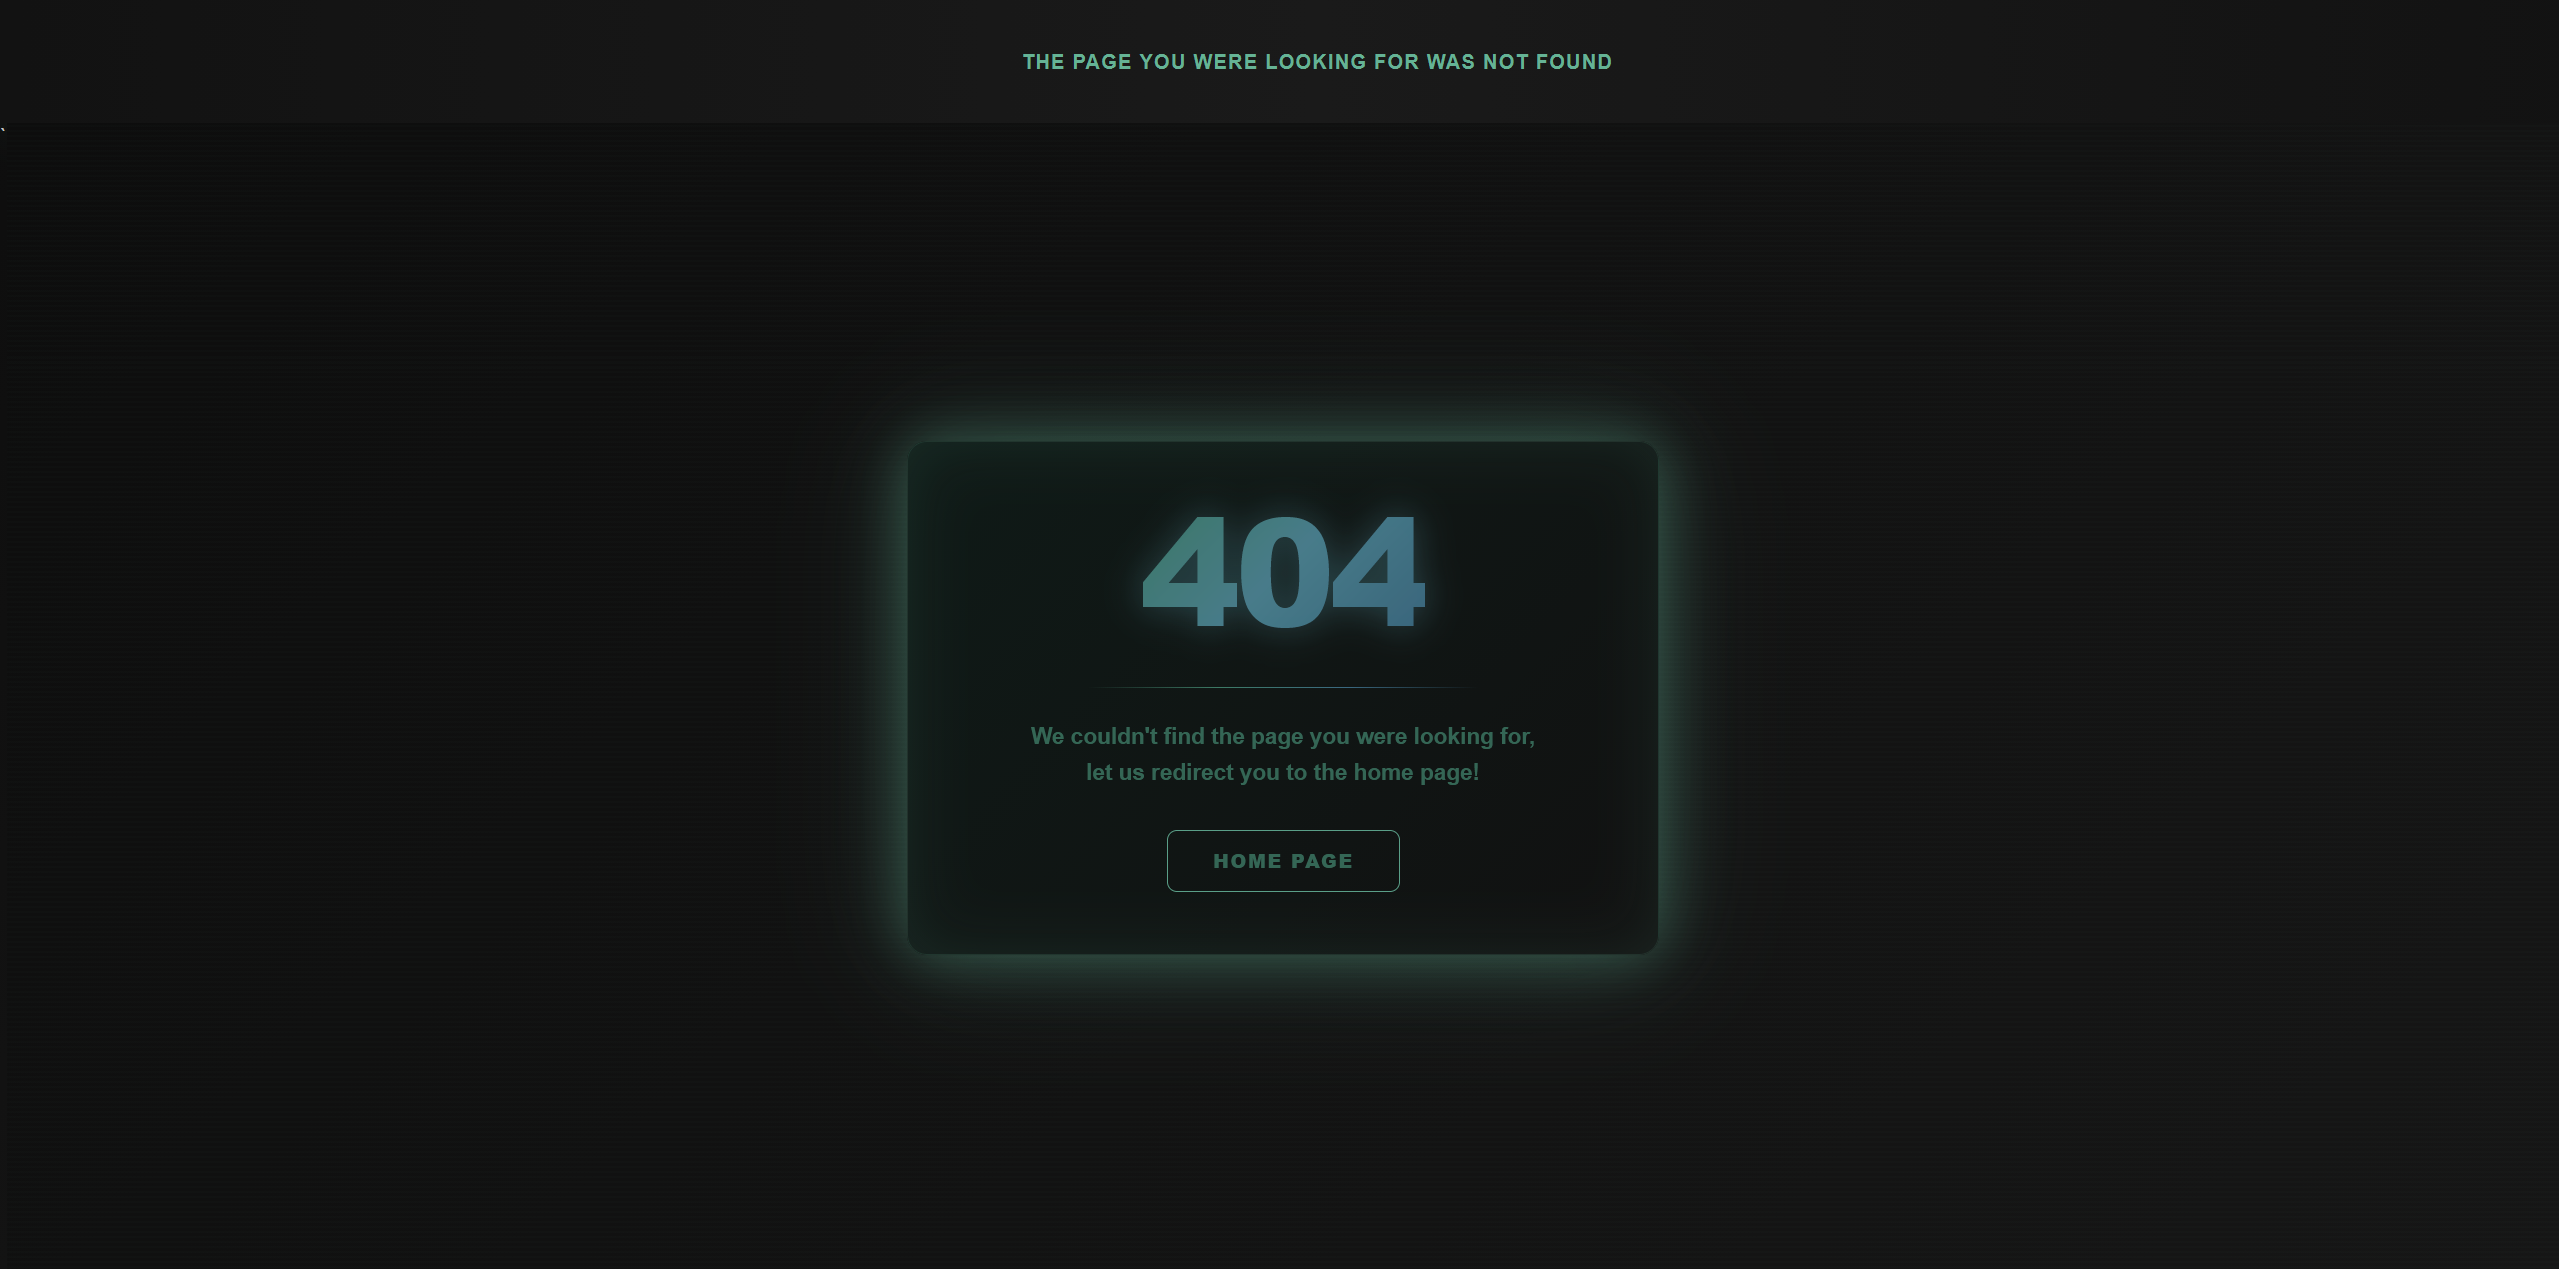 THE PAGE YOU WERE LOOKING FOR WAS NOT FOUND
`
404
We couldn't find the page you were looking for,
let us redirect you to the home page!
HOME PAGE